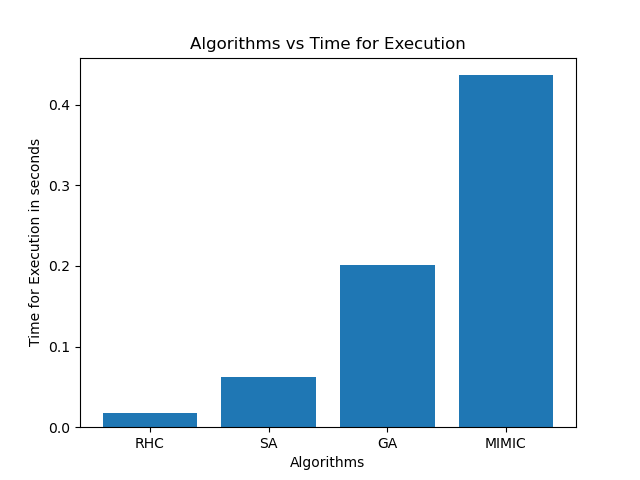 Algorithms vs Time for Execution
Time for Execution in seconds
0.4
0.3
0.2
0.1
0.0
RHC
SA
GA
MIMIC
Algorithms